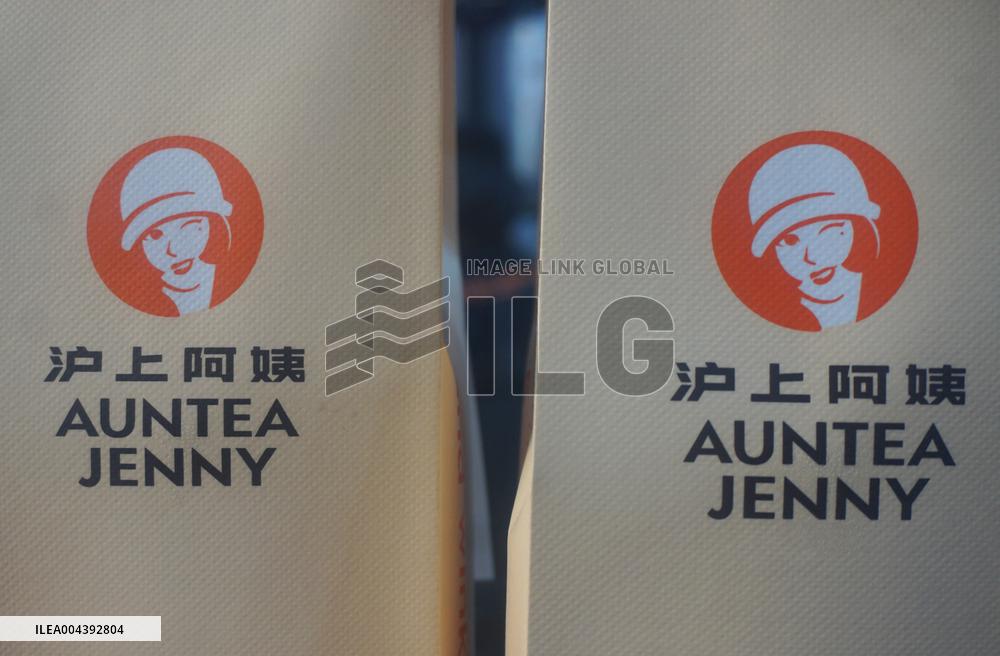 沪上阿姨
AUNTEA
JENNY
沪上阿姨
AUNTEA
JENNY
IMAGE LINK GLOBAL
ILG
ILEA004392804